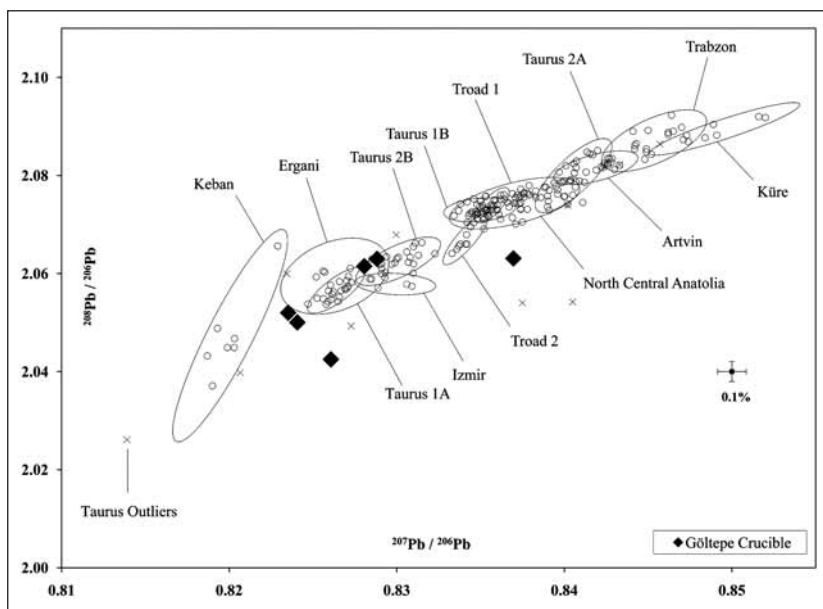 2.10
2.08
2.06
2.04
2.02
2.00
²⁰⁸Pb / ²⁰⁶Pb
Trabzon
Taurus 2A
Troad 1
Taurus 1B
Taurus 2B
Ergani
Keban
Küre
Artvin
North Central Anatolia
Troad 2
Izmir
Taurus 1A
0.1%
Taurus Outliers
²⁰⁷Pb / ²⁰⁶Pb
Göltepe Crucible
0.81
0.82
0.83
0.84
0.85